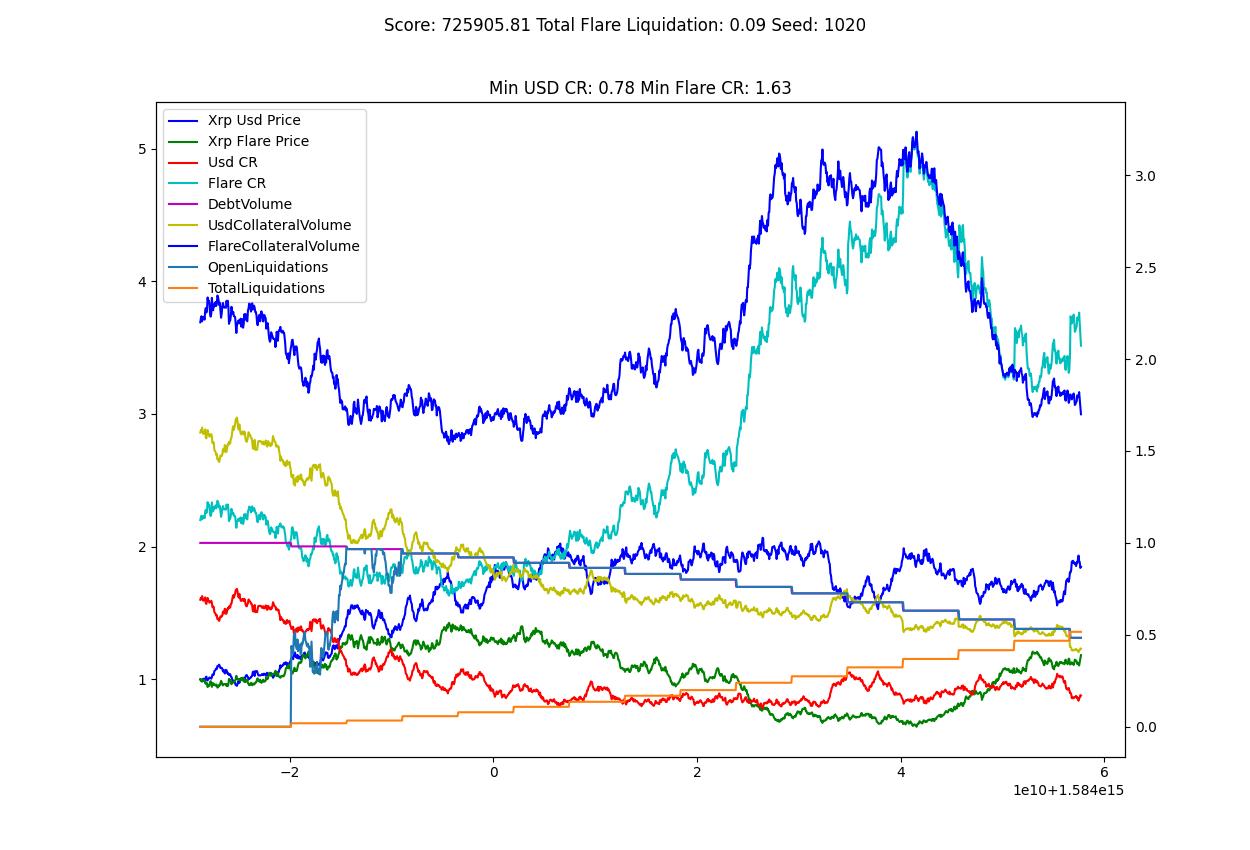 Score: 725905.81 Total Flare Liquidation: 0.09 Seed: 1020
Min USD CR: 0.78 Min Flare CR: 1.63
Xrp Usd Price
Xrp Flare Price
Usd CR
Flare CR
DebtVolume
UsdCollateralVolume
FlareCollateralVolume
OpenLiquidations
TotalLiquidations
5
4
3
2
1
3.0
2.5
2.0
1.5
1.0
0.5
0.0
−2
0
2
4
6
1e10+1.584e15